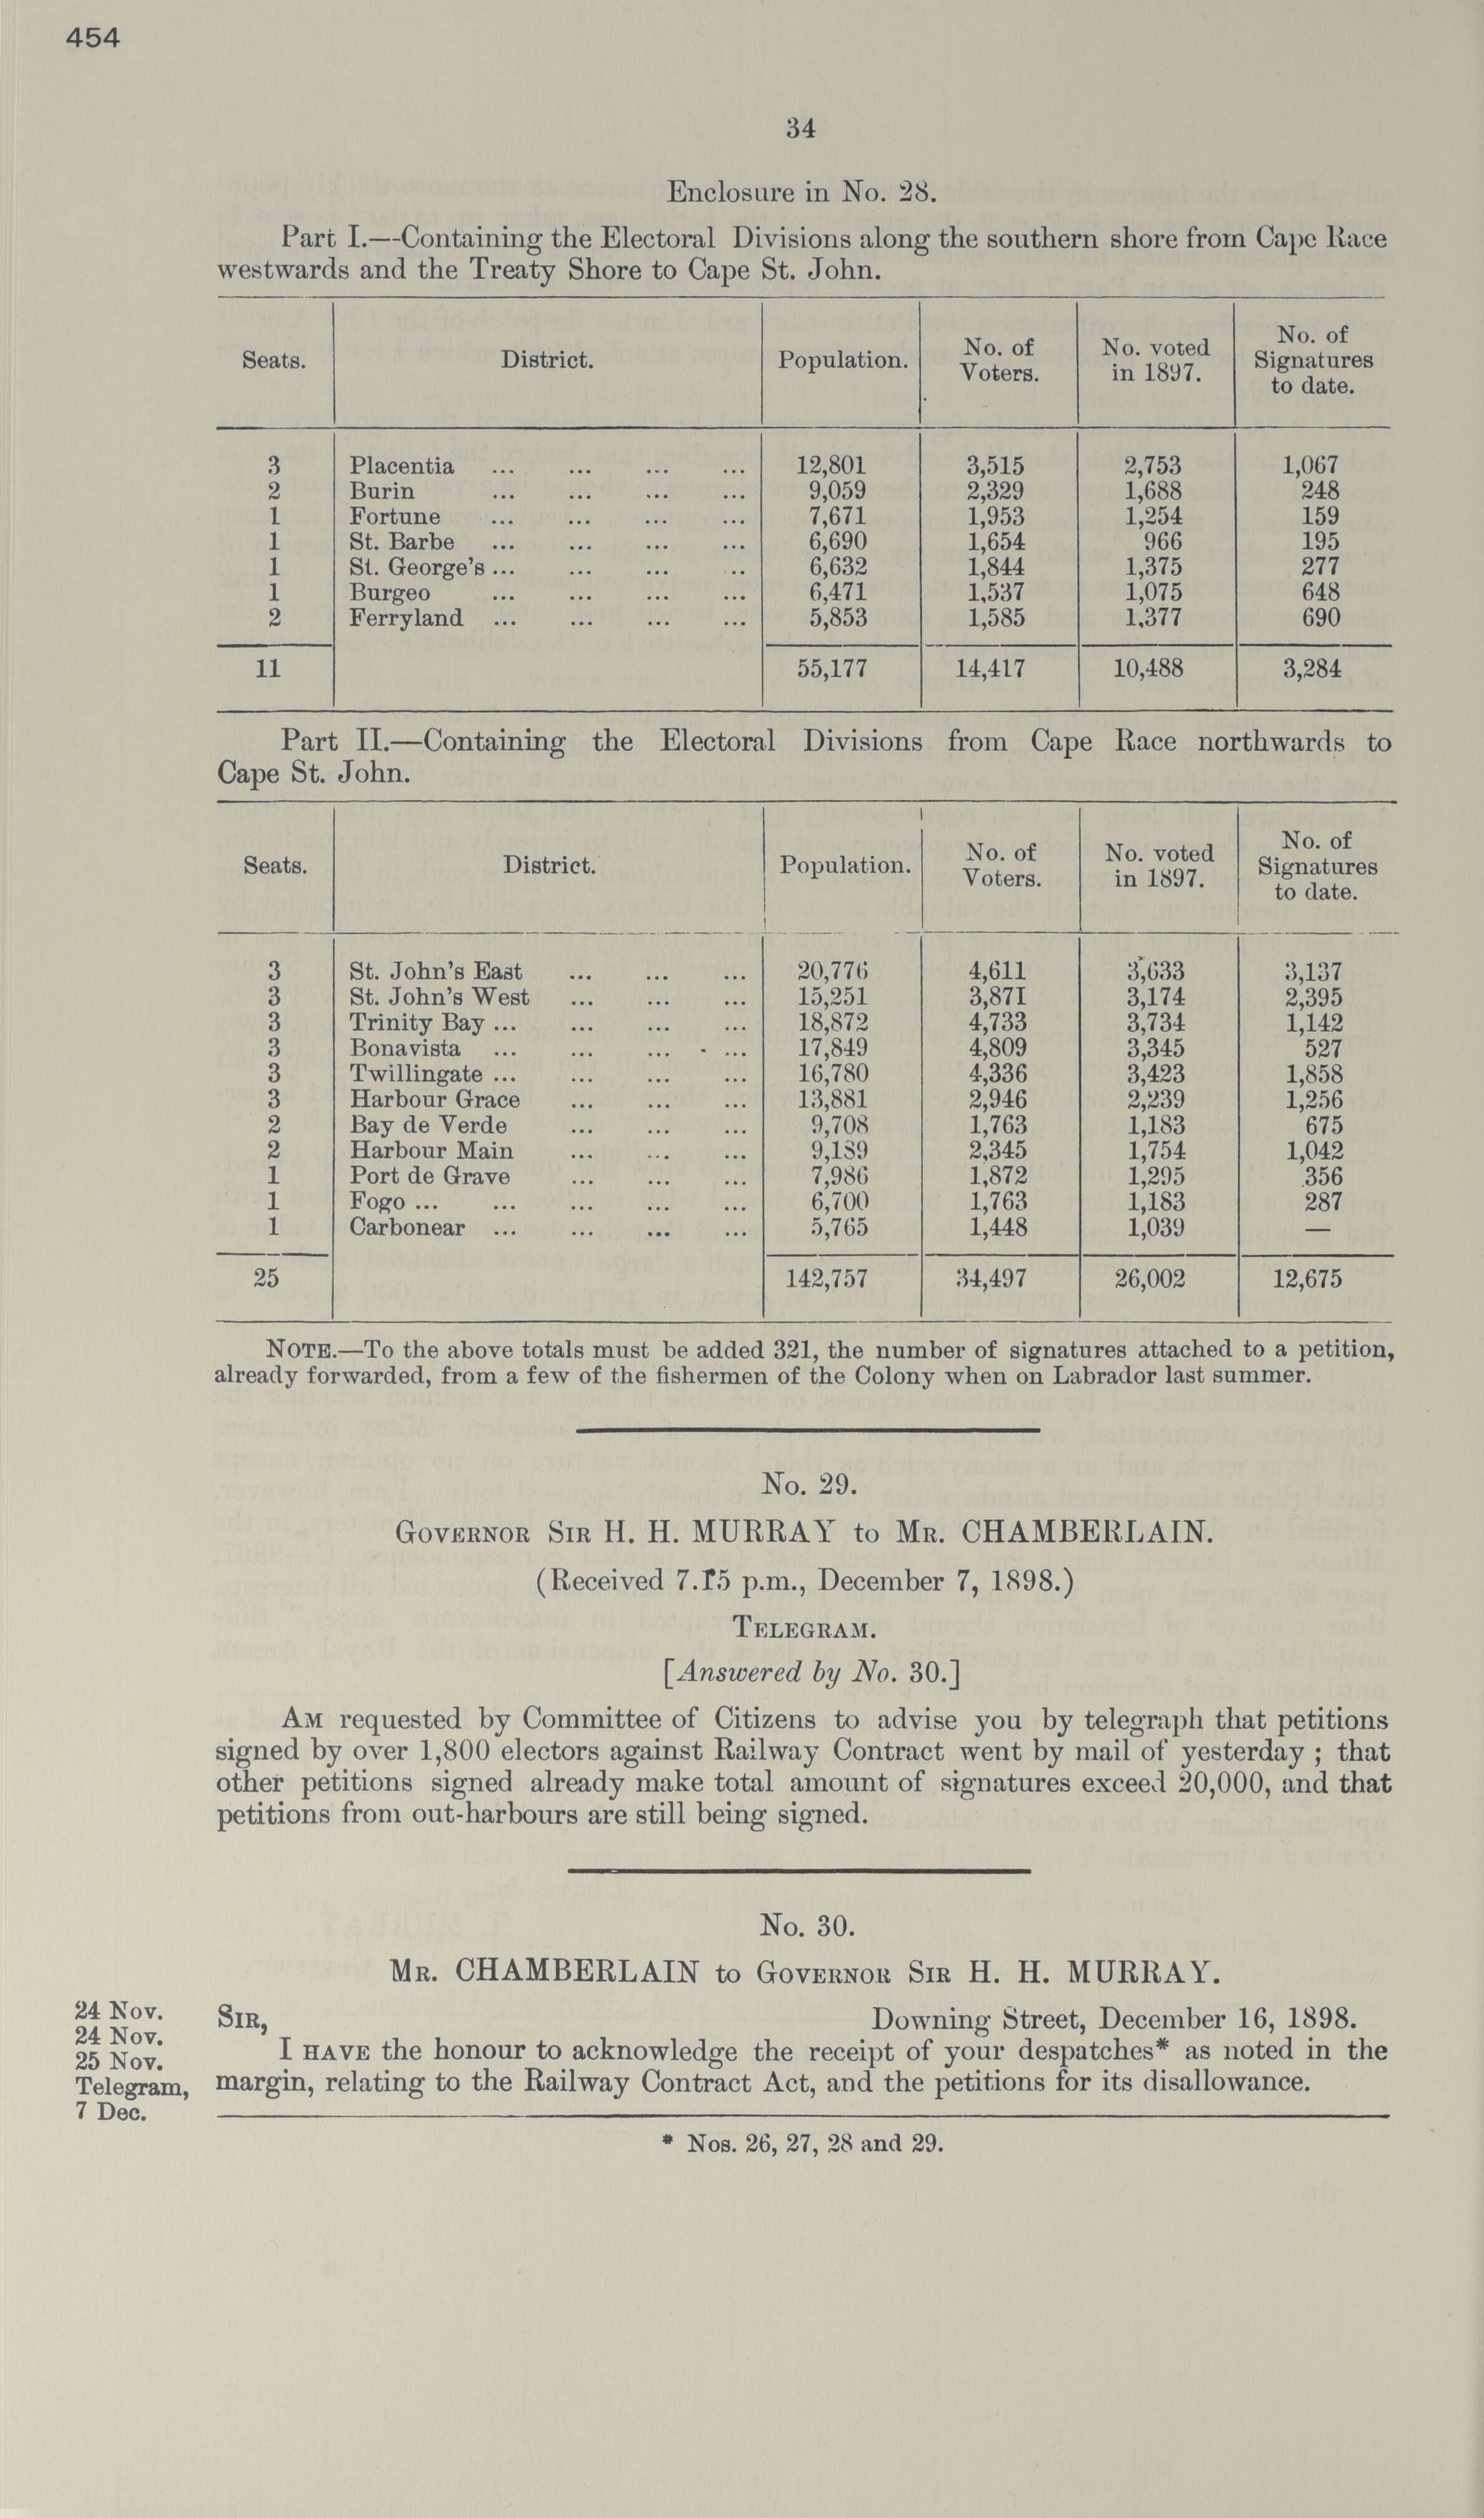 454
34
Enclosure in No. 28.
Part I.—Containing the Electoral Divisions along the southern shore from Cape Race
westwards and the Treaty Shore to Cape St. John.
Seats. District. Population. No. of Voters. No. voted in 1897. No. of Signatures to date.
3 Placentia ... ... ... ... 12,801 3,515 2,753 1,067
2 Burin ... ... ... ... 9,059 2,329 1,688 248
1 Fortune ... ... ... ... 7,671 1,953 1,254 159
1 St. Barbe ... ... ... ... 6,690 1,654 966 195
1 St. George's ... ... ... .. 6,632 1,844 1,375 277
1 Burgeo ... ... ... ... 6,471 1,537 1,075 648
2 Ferryland ... ... ... ... 5,853 1,585 1,377 690
11 55,177 14,417 10,488 3,284
Part II.—Containing the Electoral Divisions from Cape Race northwards to
Cape St. John.
Seats. District. Population. No. of Voters. No. voted in 1897. No. of Signatures to date.
3 St. John's East ... ... ... 20,776 4,611 3,633 3,137
3 St. John's West ... ... ... 15,251 3,871 3,174 2,395
3 Trinity Bay ... ... ... ... 18,872 4,733 3,734 1,142
3 Bonavista ... ... ... ... 17,849 4,809 3,345 527
3 Twillingate ... ... ... ... 16,780 4,336 3,423 1,858
3 Harbour Grace ... ... ... 13,881 2,946 2,239 1,256
2 Bay de Verde ... ... ... 9,708 1,763 1,183 675
2 Harbour Main ... ... ... 9,189 2,345 1,754 1,042
1 Port de Grave ... ... ... 7,986 1,872 1,295 356
1 Fogo ... ... ... ... ... 6,700 1,763 1,183 287
1 Carbonear ... ... ... ... 5,765 1,448 1,039 —
25 142,757 34,497 26,002 12,675
NOTE.—To the above totals must be added 321, the number of signatures attached to a petition,
already forwarded, from a few of the fishermen of the Colony when on Labrador last summer.
No. 29.
GOVERNOR SIR H. H. MURRAY to MR. CHAMBERLAIN.
(Received 7.15 p.m., December 7, 1898.)
TELEGRAM.
[Answered by No. 30.]
AM requested by Committee of Citizens to advise you by telegraph that petitions
signed by over 1,800 electors against Railway Contract went by mail of yesterday ; that
other petitions signed already make total amount of signatures exceed 20,000, and that
petitions from out-harbours are still being signed.
No. 30.
MR. CHAMBERLAIN to GOVERNOR SIR H. H. MURRAY.
24 Nov.
24 Nov.
25 Nov.
Telegram,
7 Dec.
SIR, Downing Street, December 16, 1898.
I HAVE the honour to acknowledge the receipt of your despatches* as noted in the
margin, relating to the Railway Contract Act, and the petitions for its disallowance.
* Nos. 26, 27, 28 and 29.